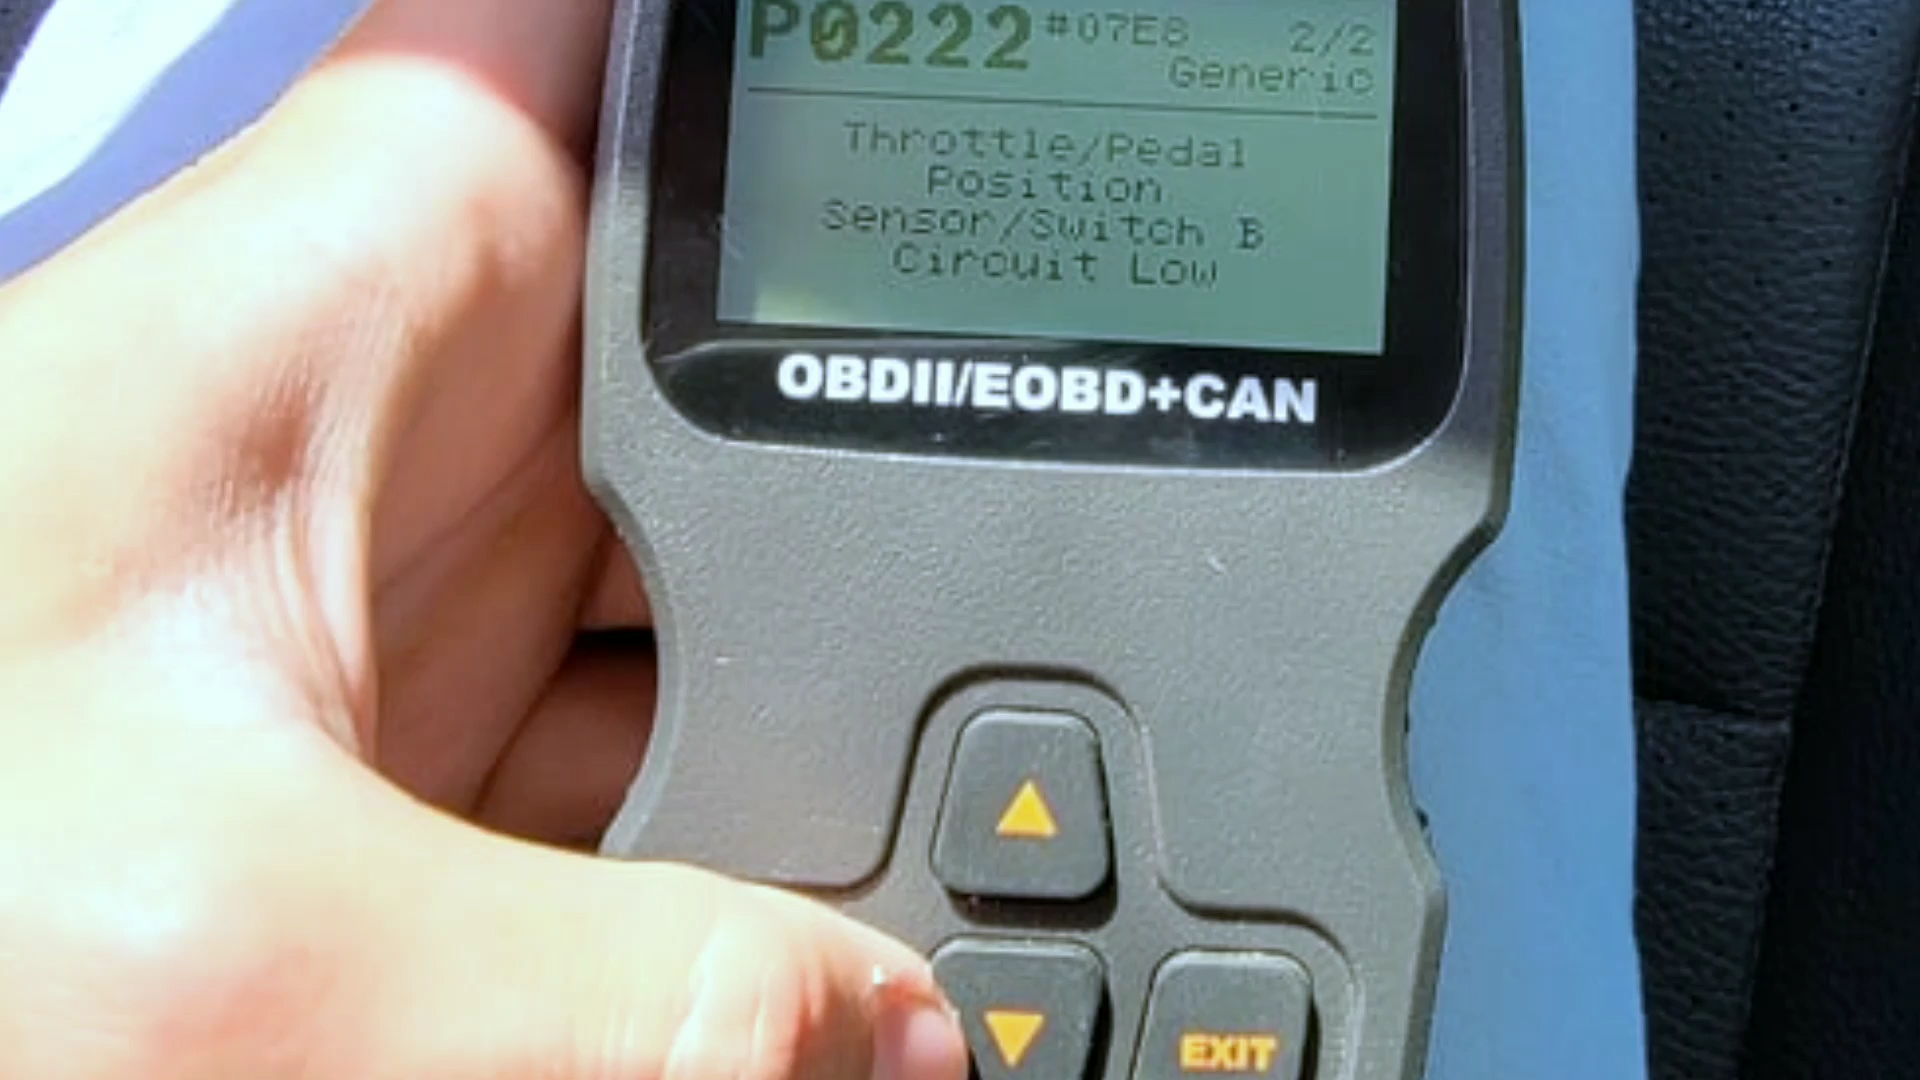 P0222 #07E8 2/2
Generic
Throttle/Pedal
Position
Sensor/Switch B
Circuit Low
OBDII/EOBD+CAN
EXIT